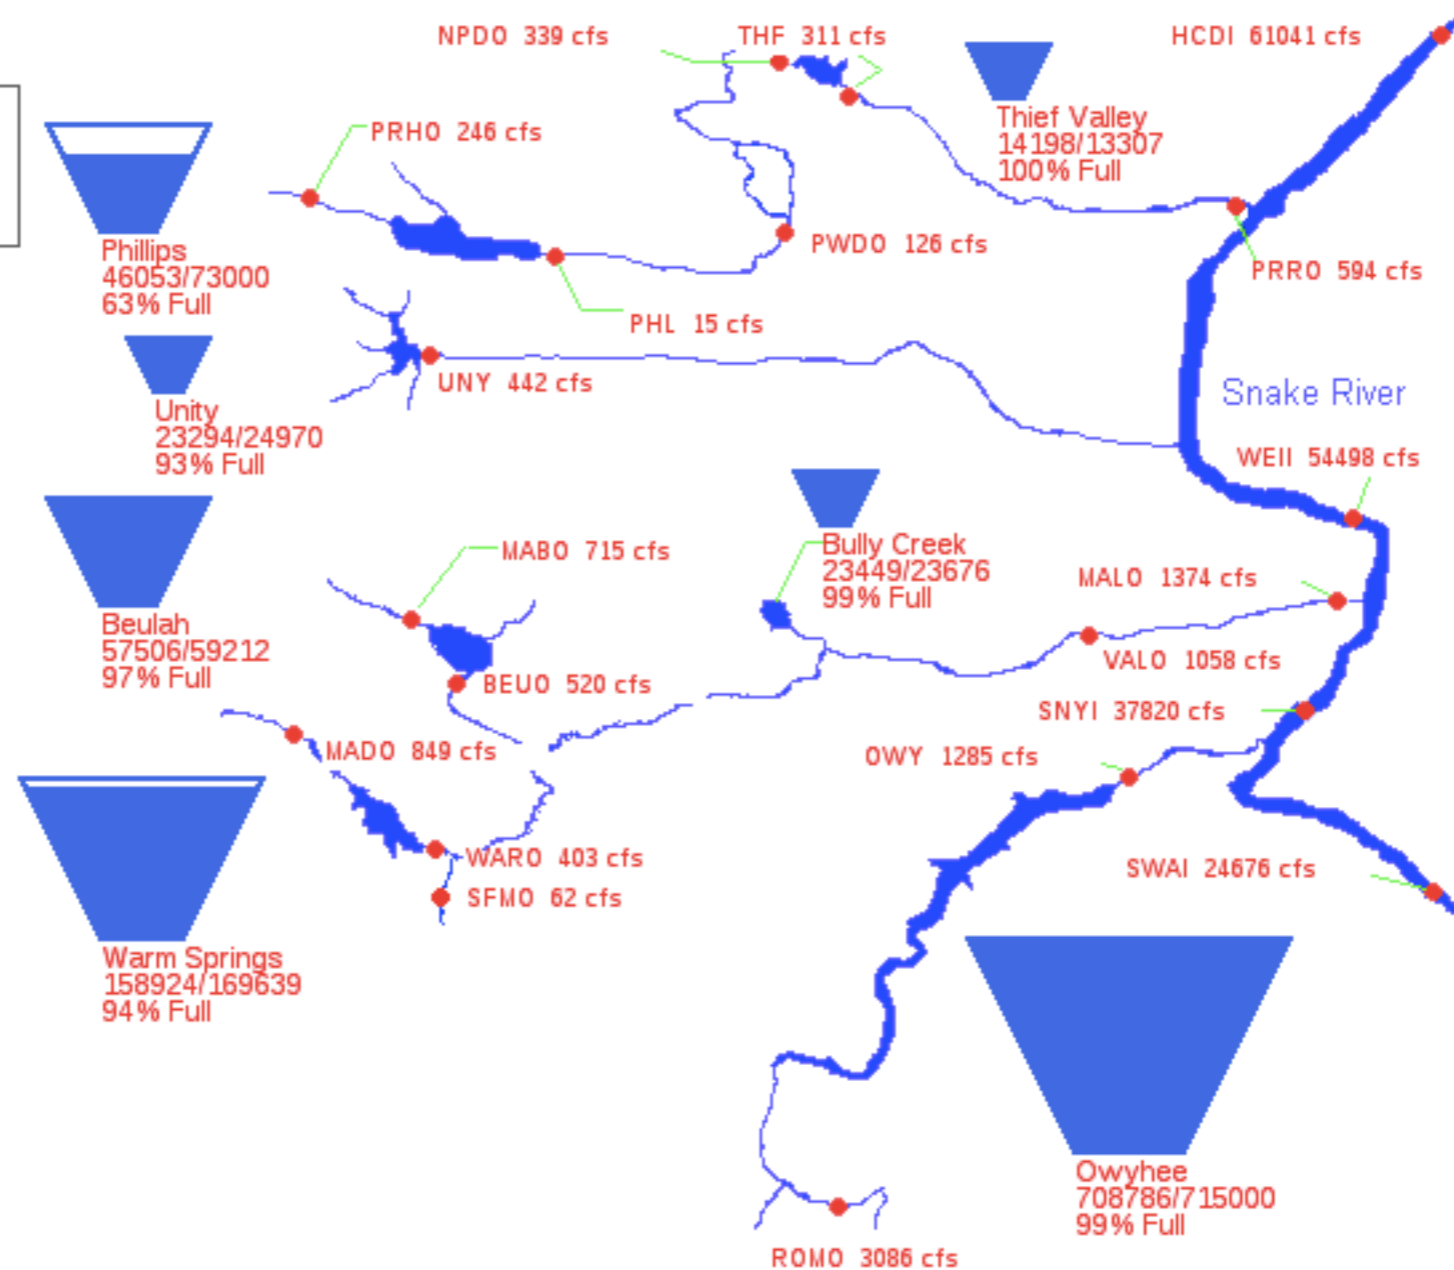 NPDO 339 cfs
THF 311 cfs
HCDI 61041 cfs
Thief Valley
14198/13307
100% Full
PRHO 246 cfs
Phillips
46053/73000
63% Full
PWDO 126 cfs
PRRO 594 cfs
PHL 15 cfs
UNY 442 cfs
Unity
23294/24970
93% Full
Snake River
WEII 54498 cfs
MABO 715 cfs
Bully Creek
23449/23676
99% Full
MALO 1374 cfs
Beulah
57506/59212
97% Full
VALO 1058 cfs
BEUO 520 cfs
SNYI 37820 cfs
MADO 849 cfs
OWY 1285 cfs
WARO 403 cfs
SWAI 24676 cfs
SFMO 62 cfs
Warm Springs
158924/169639
94% Full
Owyhee
708786/715000
99% Full
ROMO 3086 cfs